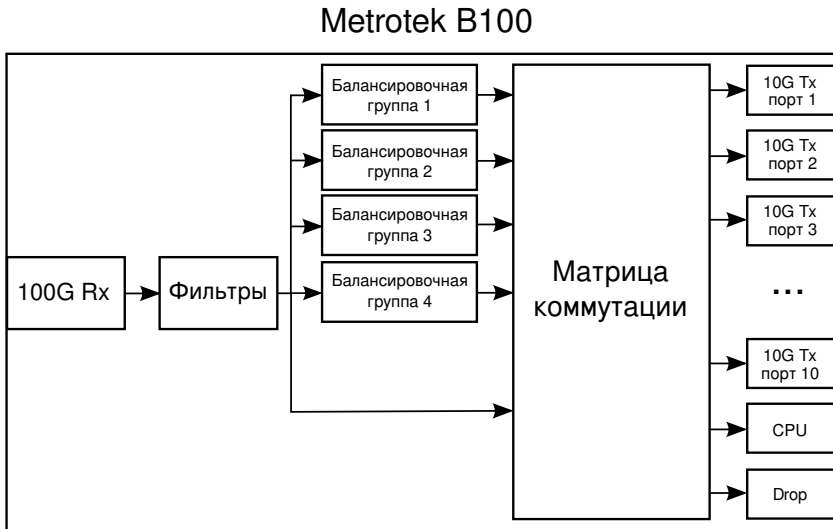 Metrotek B100
100G Rx
Фильтры
Балансировочная
группа 1
Балансировочная
группа 2
Балансировочная
группа 3
Балансировочная
группа 4
Матрица
коммутации
10G Tx
порт 1
10G Tx
порт 2
10G Tx
порт 3
...
10G Tx
порт 10
CPU
Drop